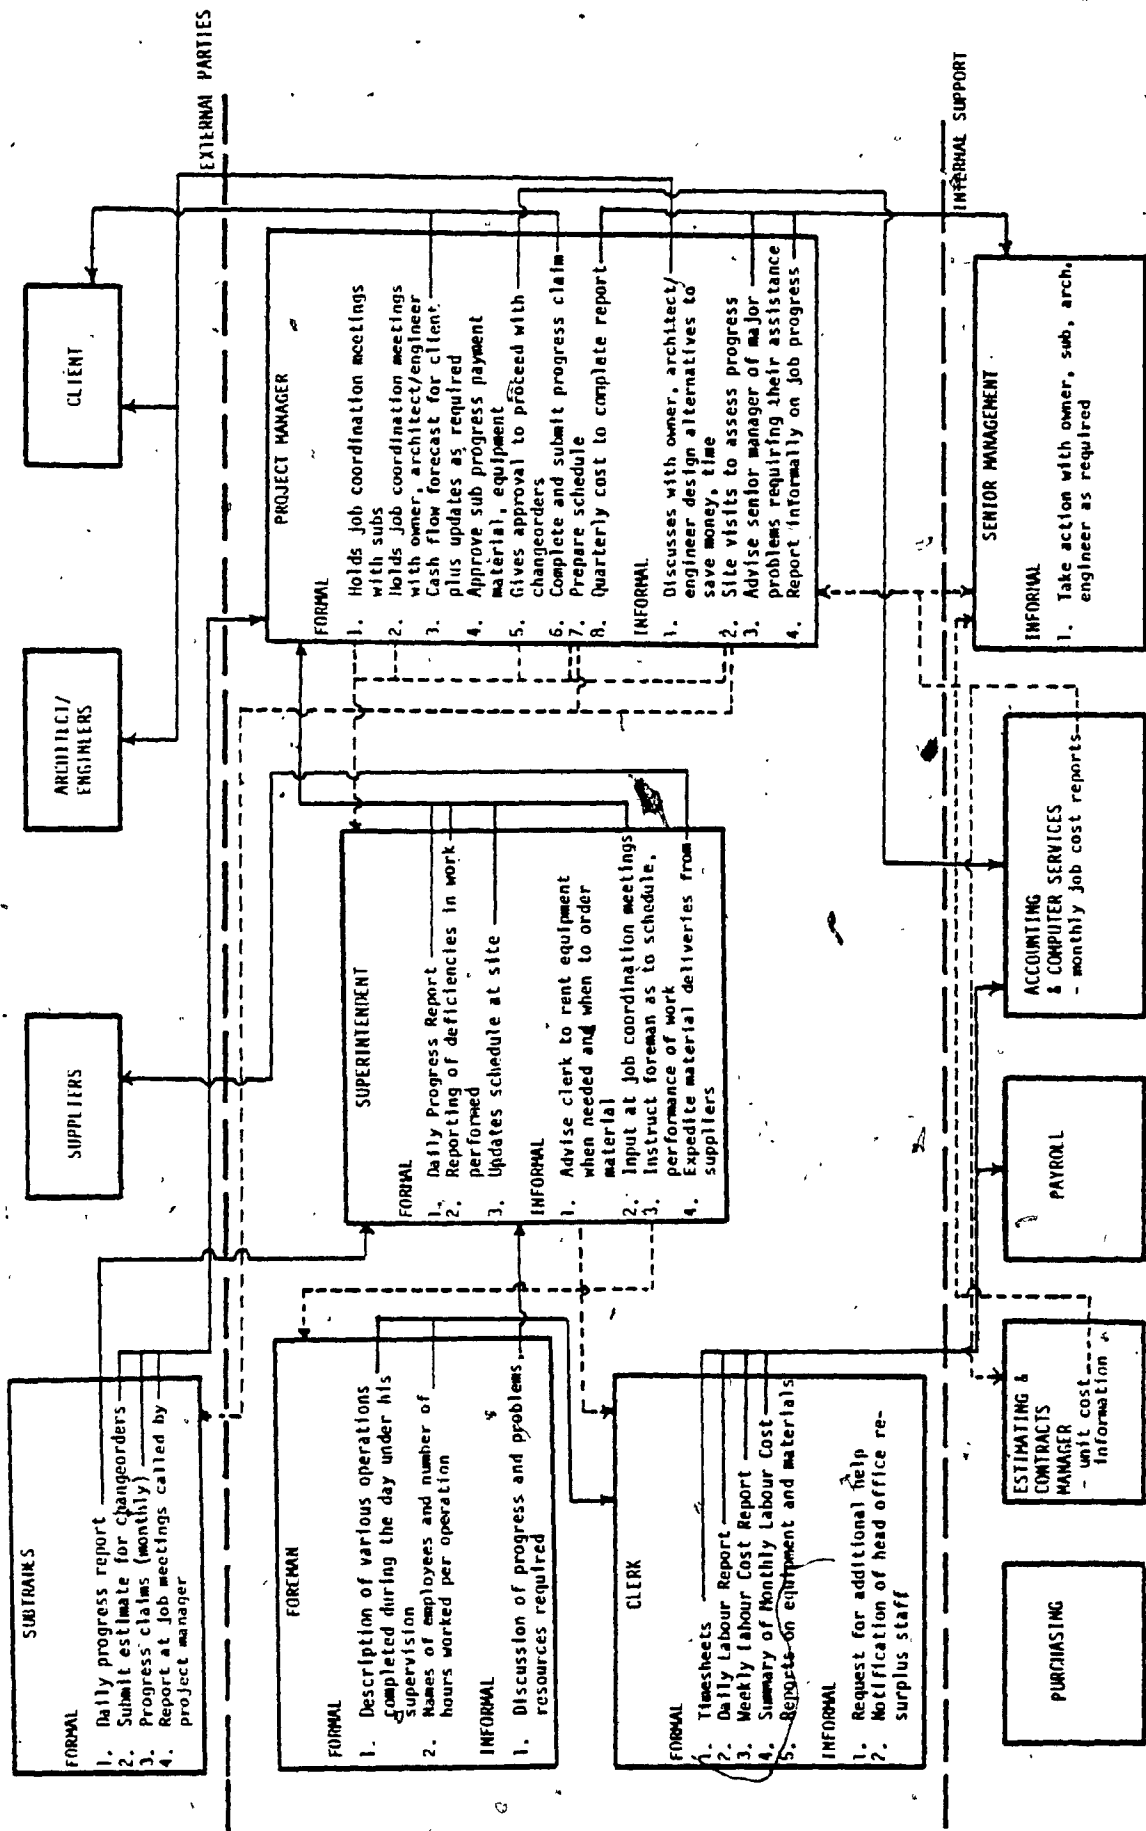 EXTERNAL PARTIES
SUBTRADES
FORMAL
1. Daily progress report
2. Submit estimate for changeorders
3. Progress claims (monthly)
4. Report at job meetings called by
project manager
SUPPLIERS
ARCHITECT/
ENGINEERS
CLIENT
FOREMAN
FORMAL
1. Description of various operations
completed during the day under his
supervision
2. Names of employees and number of
hours worked per operation
INFORMAL
1. Discussion of progress and problems,
resources required
SUPERINTENDENT
FORMAL
1. Daily Progress Report
2. Reporting of deficiencies in work
performed
3. Updates schedule at site
INFORMAL
1. Advise clerk to rent equipment
when needed and when to order
material
2. Input at job coordination meetings
3. Instruct foreman as to schedule,
performance of work
4. Expedite material deliveries from
suppliers
PROJECT MANAGER
FORMAL
1. Holds job coordination meetings
with subs
2. Holds job coordination meetings
with owner, architect/engineer
3. Cash flow forecast for client
plus updates as required
4. Approve sub progress payment
material, equipment
5. Gives approval to proceed with
changeorders
6. Complete and submit progress claim
7. Prepare schedule
8. Quarterly cost to complete report
INFORMAL
1. Discusses with owner, architect/
engineer design alternatives to
save money, time
2. Site visits to assess progress
3. Advise senior manager of major
problems requiring their assistance
4. Report informally on job progress
CLERK
FORMAL
1. Timesheets
2. Daily Labour Report
3. Weekly Labour Cost Report
4. Summary of Monthly Labour Cost
5. Reports on equipment and materials
INFORMAL
1. Request for additional help
2. Notification of head office re-
surplus staff
INTERNAL SUPPORT
PURCHASING
ESTIMATING &
CONTRACTS
MANAGER
- unit cost
information
PAYROLL
ACCOUNTING
& COMPUTER SERVICES
- monthly job cost reports
SENIOR MANAGEMENT
INFORMAL
1. Take action with owner, sub, arch,
engineer as required